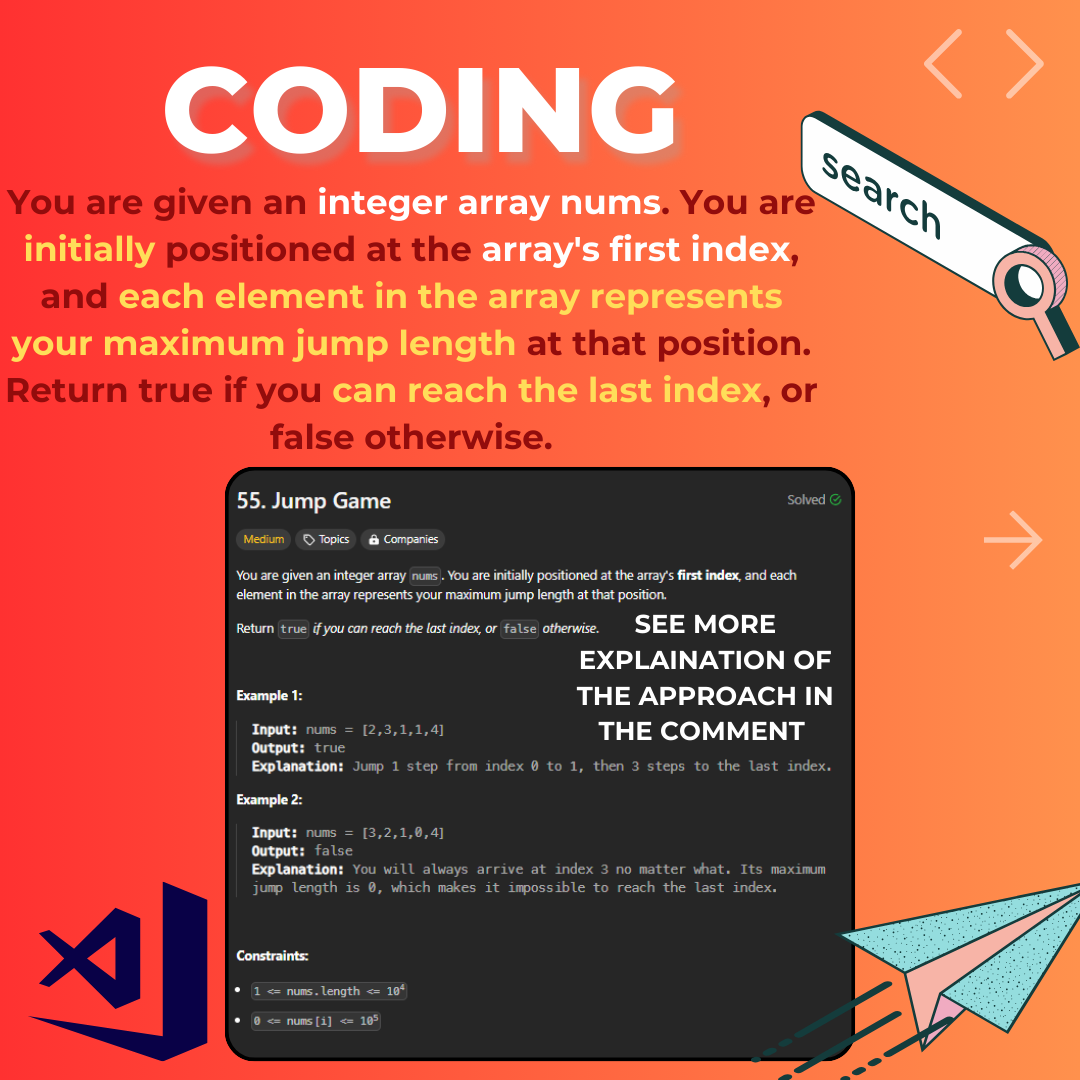 CODING
search
You are given an integer array nums. You are
initially positioned at the array's first index,
and each element in the array represents
your maximum jump length at that position.
Return true if you can reach the last index, or
false otherwise.
55. Jump Game
Solved
Medium Topics Companies
You are given an integer array nums. You are initially positioned at the array's first index, and each
element in the array represents your maximum jump length at that position.
Return true if you can reach the last index, or false otherwise.
SEE MORE
EXPLAINATION OF
THE APPROACH IN
THE COMMENT
Example 1:
Input: nums = [2,3,1,1,4]
Output: true
Explanation: Jump 1 step from index 0 to 1, then 3 steps to the last index.
Example 2:
Input: nums = [3,2,1,0,4]
Output: false
Explanation: You will always arrive at index 3 no matter what. Its maximum
jump length is 0, which makes it impossible to reach the last index.
Constraints:
• 1 <= nums.length <= 10⁴
• 0 <= nums[i] <= 10⁵